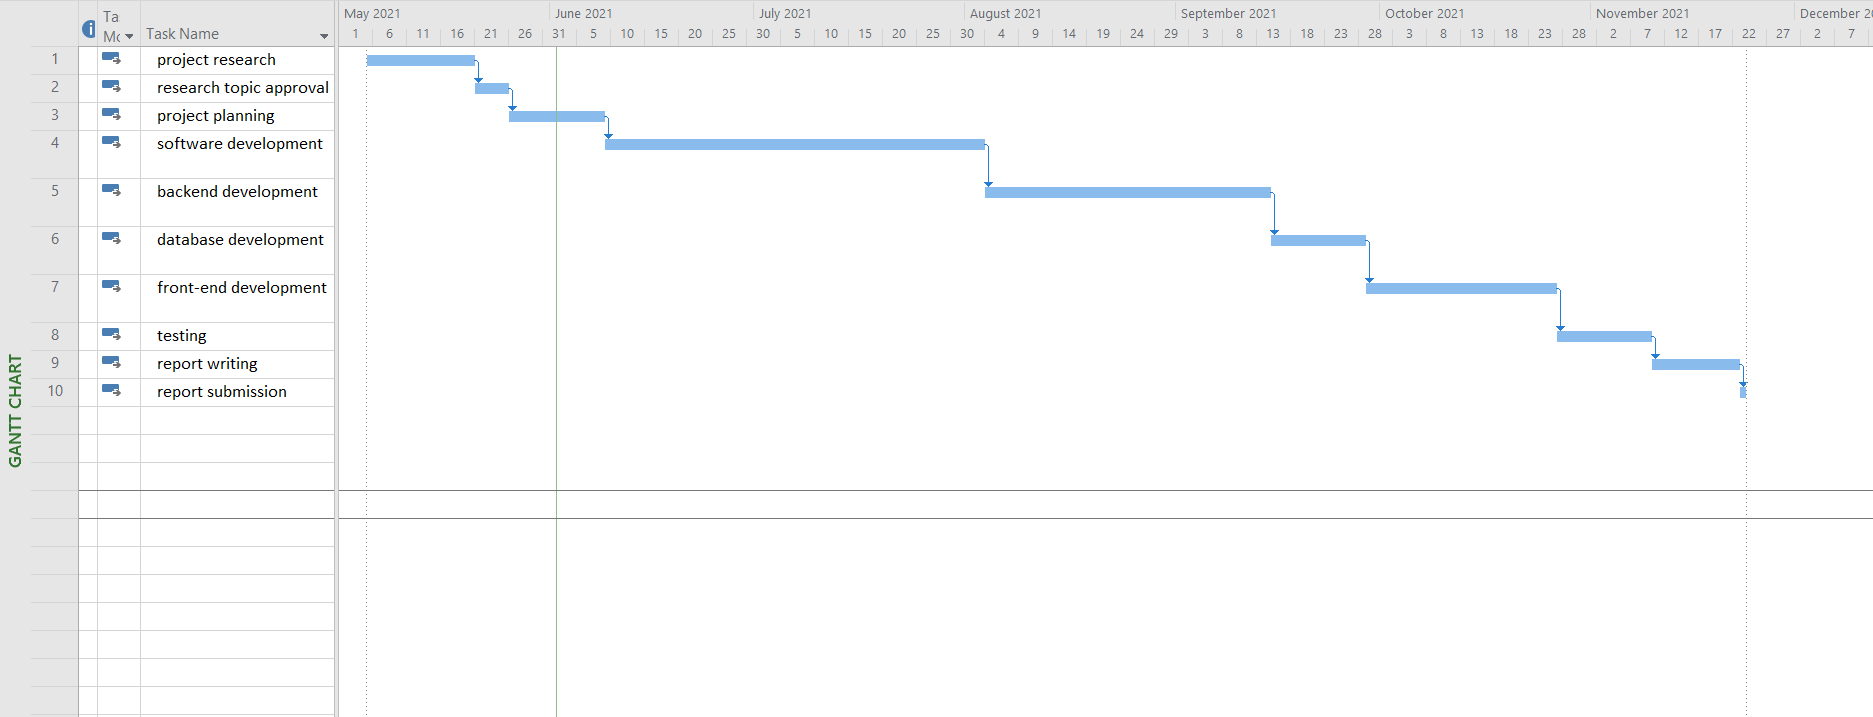 May 2021 June 2021 July 2021 August 2021 September 2021 October 2021 November 2021 December 20
Ta
Mo Task Name
1 6 11 16 21 26 31 5 10 15 20 25 30 5 10 15 20 25 30 4 9 14 19 24 29 3 8 13 18 23 28 3 8 13 18 23 28 2 7 12 17 22 27 2 7
1 project research
2 research topic approval
3 project planning
4 software development
5 backend development
6 database development
7 front-end development
8 testing
9 report writing
10 report submission
GANTT CHART